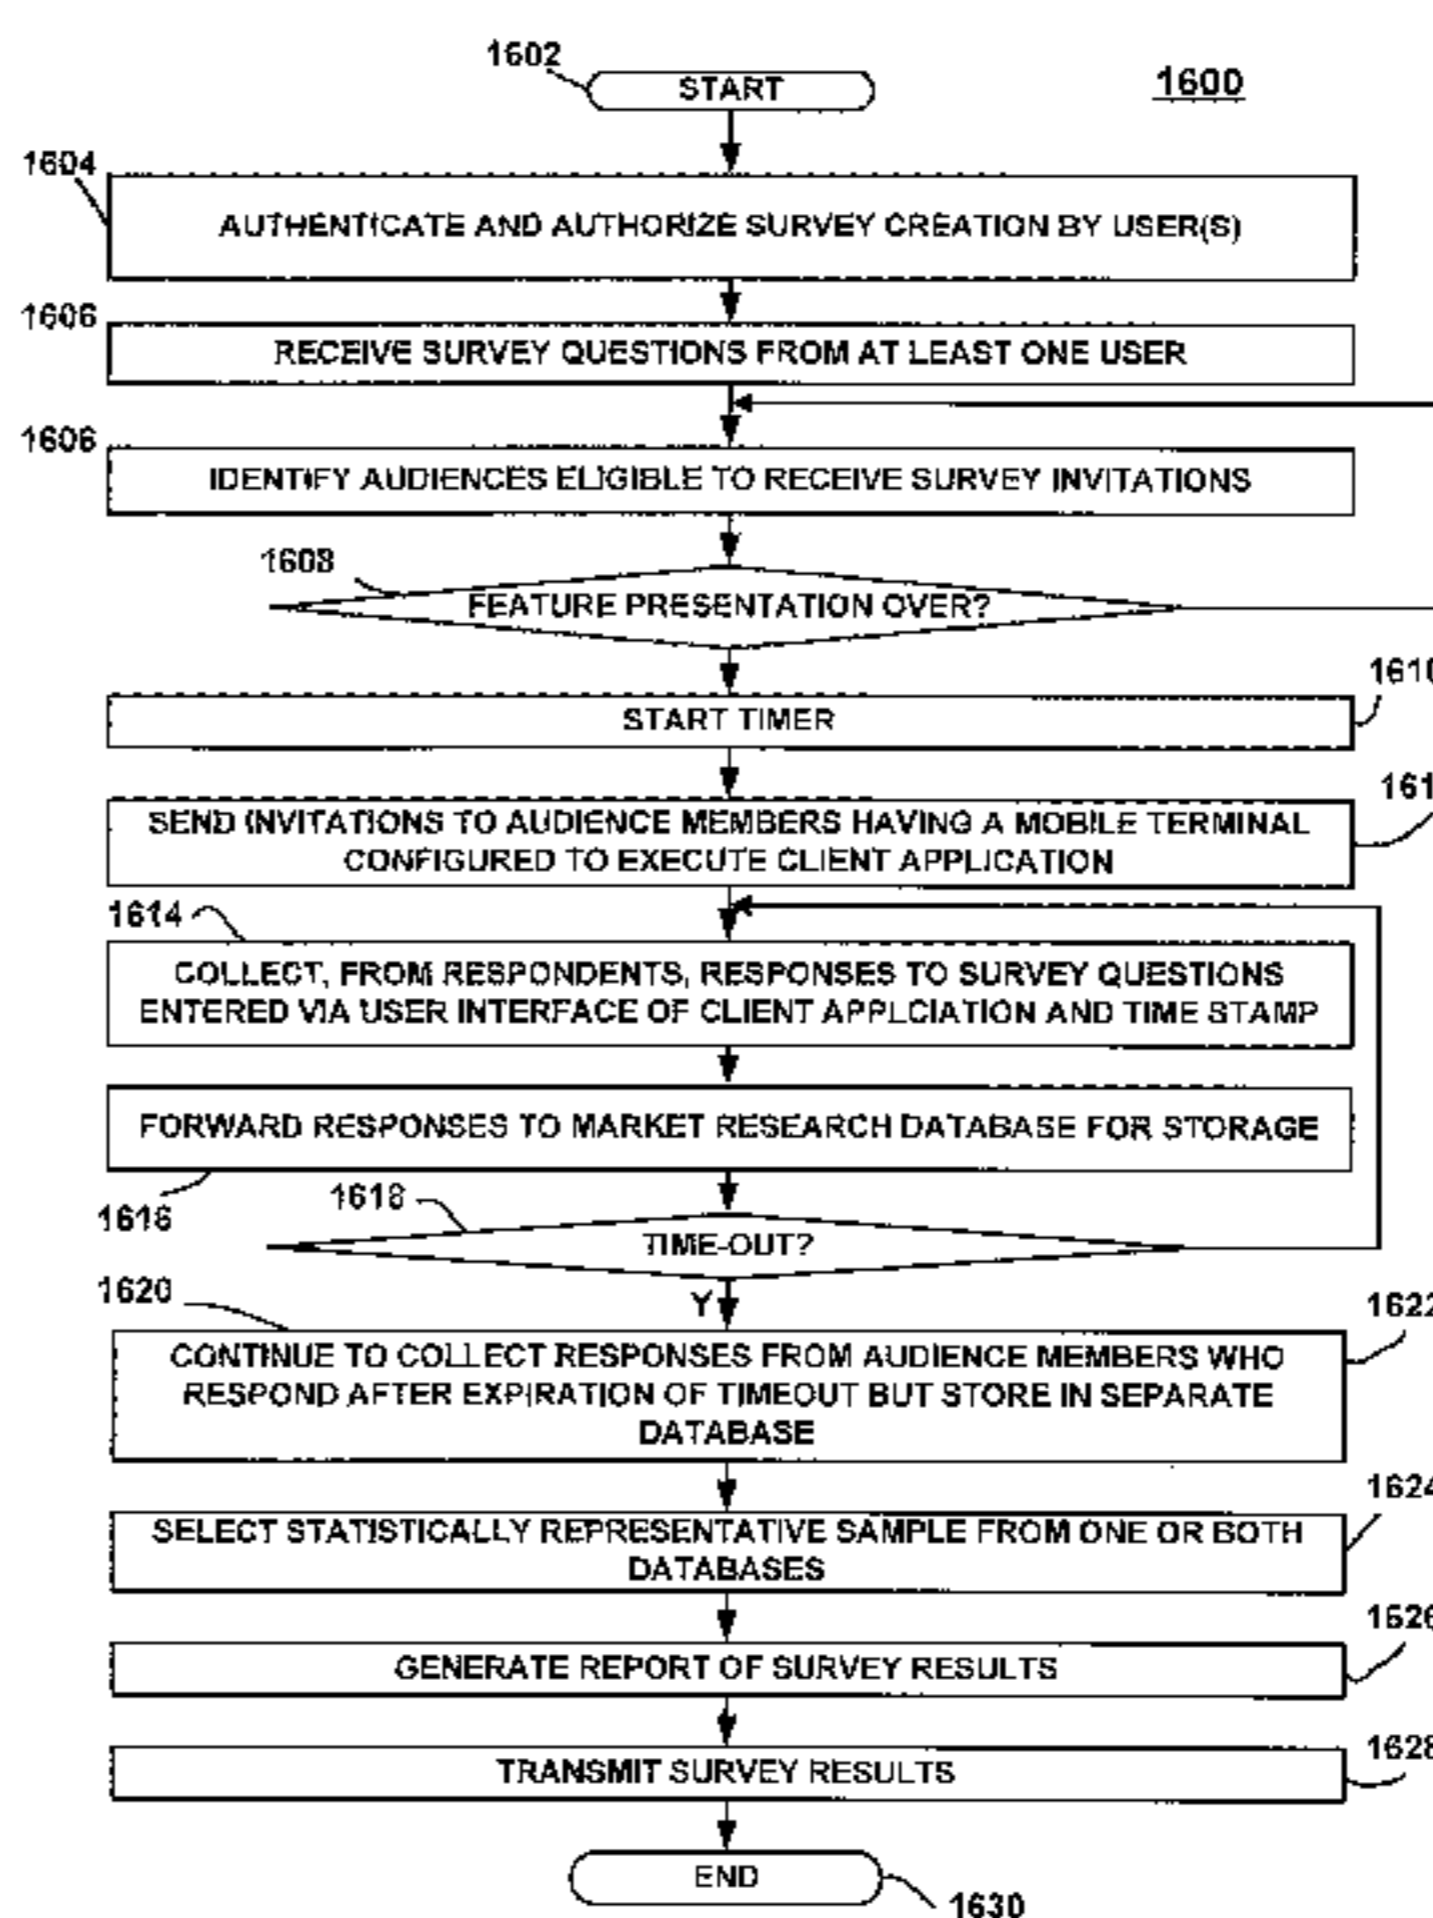 1602
START
1600
1604
AUTHENTICATE AND AUTHORIZE SURVEY CREATION BY USER(S)
1606
RECEIVE SURVEY QUESTIONS FROM AT LEAST ONE USER
1606
IDENTIFY AUDIENCES ELIGIBLE TO RECEIVE SURVEY INVITATIONS
1608
FEATURE PRESENTATION OVER?
1610
START TIMER
161
SEND INVITATIONS TO AUDIENCE MEMBERS HAVING A MOBILE TERMINAL
CONFIGURED TO EXECUTE CLIENT APPLICATION
1614
COLLECT, FROM RESPONDENTS, RESPONSES TO SURVEY QUESTIONS
ENTERED VIA USER INTERFACE OF CLIENT APPLCIATION AND TIME STAMP
FORWARD RESPONSES TO MARKET RESEARCH DATABASE FOR STORAGE
1616
1618
TIME-OUT?
1620
Y
1622
CONTINUE TO COLLECT RESPONSES FROM AUDIENCE MEMBERS WHO
RESPOND AFTER EXPIRATION OF TIMEOUT BUT STORE IN SEPARATE
DATABASE
1624
SELECT STATISTICALLY REPRESENTATIVE SAMPLE FROM ONE OR BOTH
DATABASES
1626
GENERATE REPORT OF SURVEY RESULTS
1628
TRANSMIT SURVEY RESULTS
END
1630